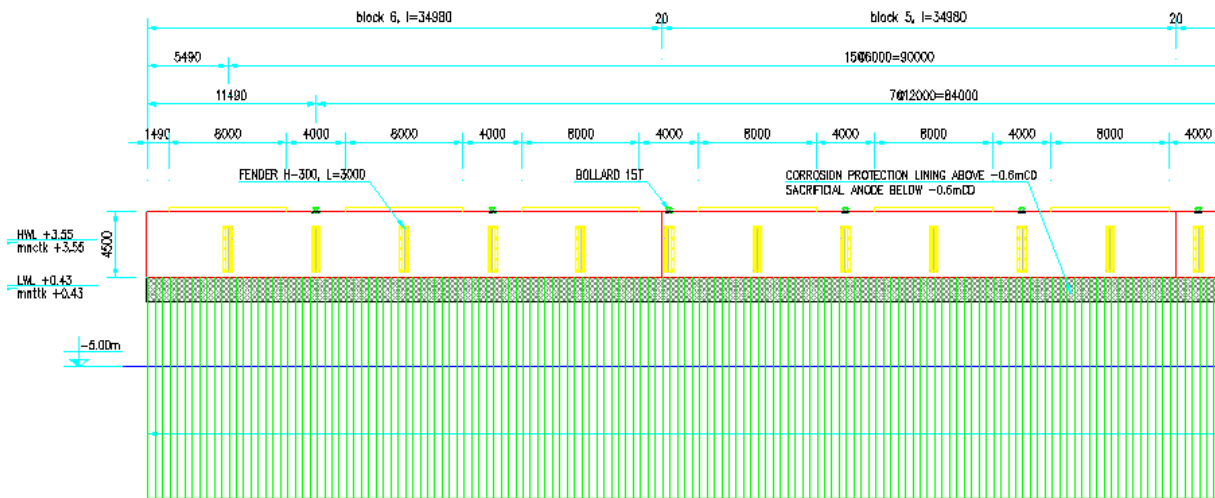 block 6, l=34980
20
block 5, l=34980
20
5490
15@6000=90000
11490
7@12000=84000
1490
8000
4000
8000
4000
8000
4000
8000
4000
8000
4000
8000
4000
FENDER H-300, L=3000
BOLLARD 15T
CORROSION PROTECTION LINING ABOVE -0.6mCD
SACRIFICIAL ANODE BELOW -0.6mCD
HWL +3.55
mnctk +3.55
4500
LWL +0.43
mnttk +0.43
-5.00m